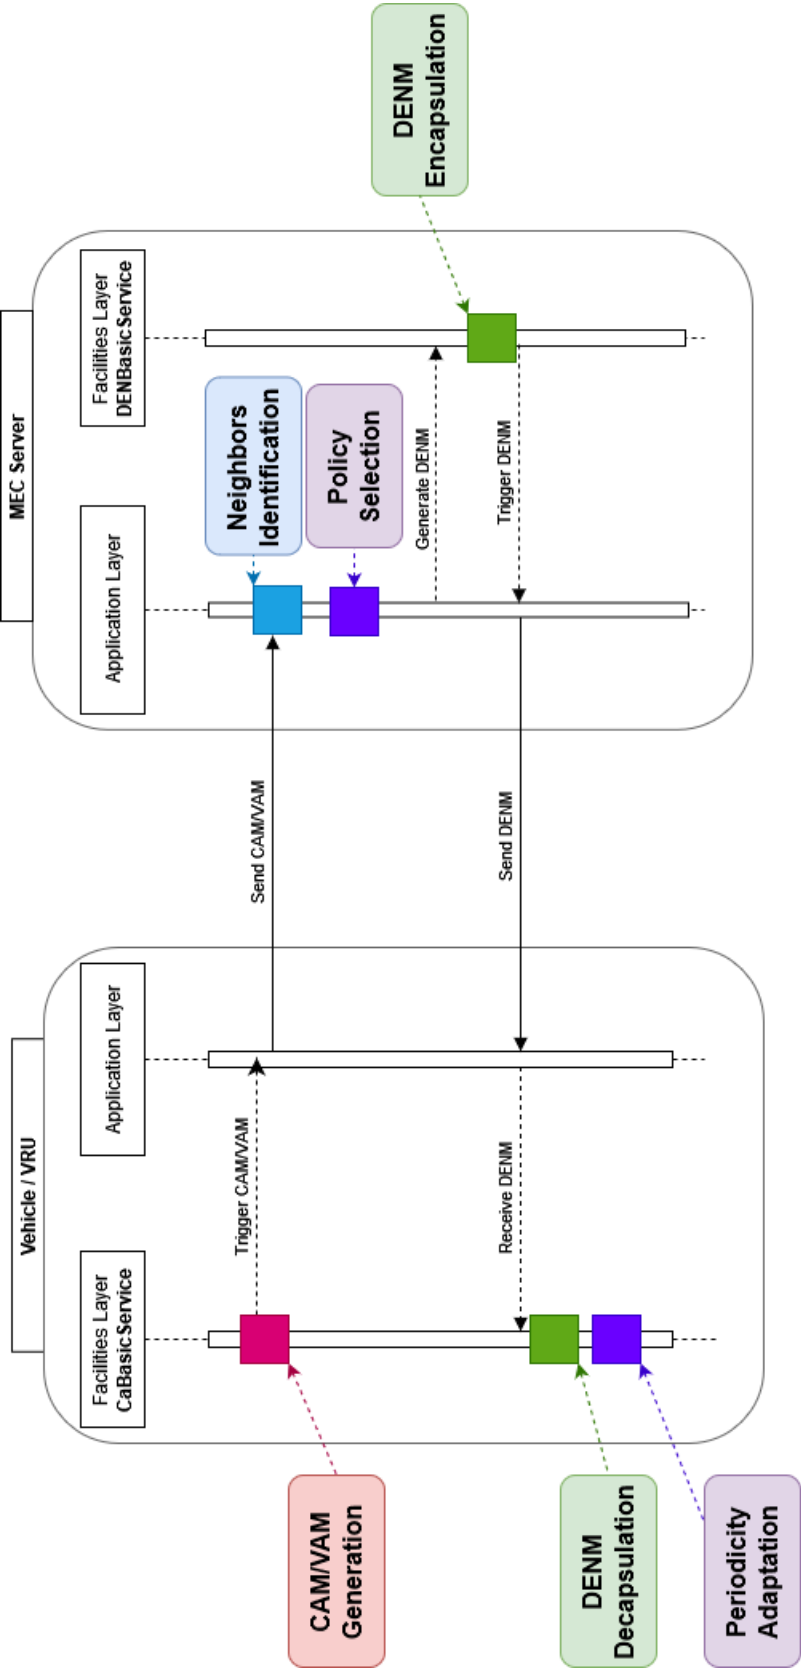 Vehicle / VRU
MEC Server
Facilities Layer
CaBasicService
Application Layer
Application Layer
Facilities Layer
DENBasicService
Trigger CAM/VAM
Send CAM/VAM
Neighbors
Identification
Policy
Selection
CAM/VAM
Generation
Generate DENM
DENM
Encapsulation
Receive DENM
Send DENM
Trigger DENM
DENM
Decapsulation
Periodicity
Adaptation